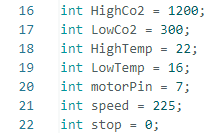 16 int HighCo2 = 1200;
17 int LowCo2 = 300;
18 int HighTemp = 22;
19 int LowTemp = 16;
20 int motorPin = 7;
21 int speed = 225;
22 int stop = 0;